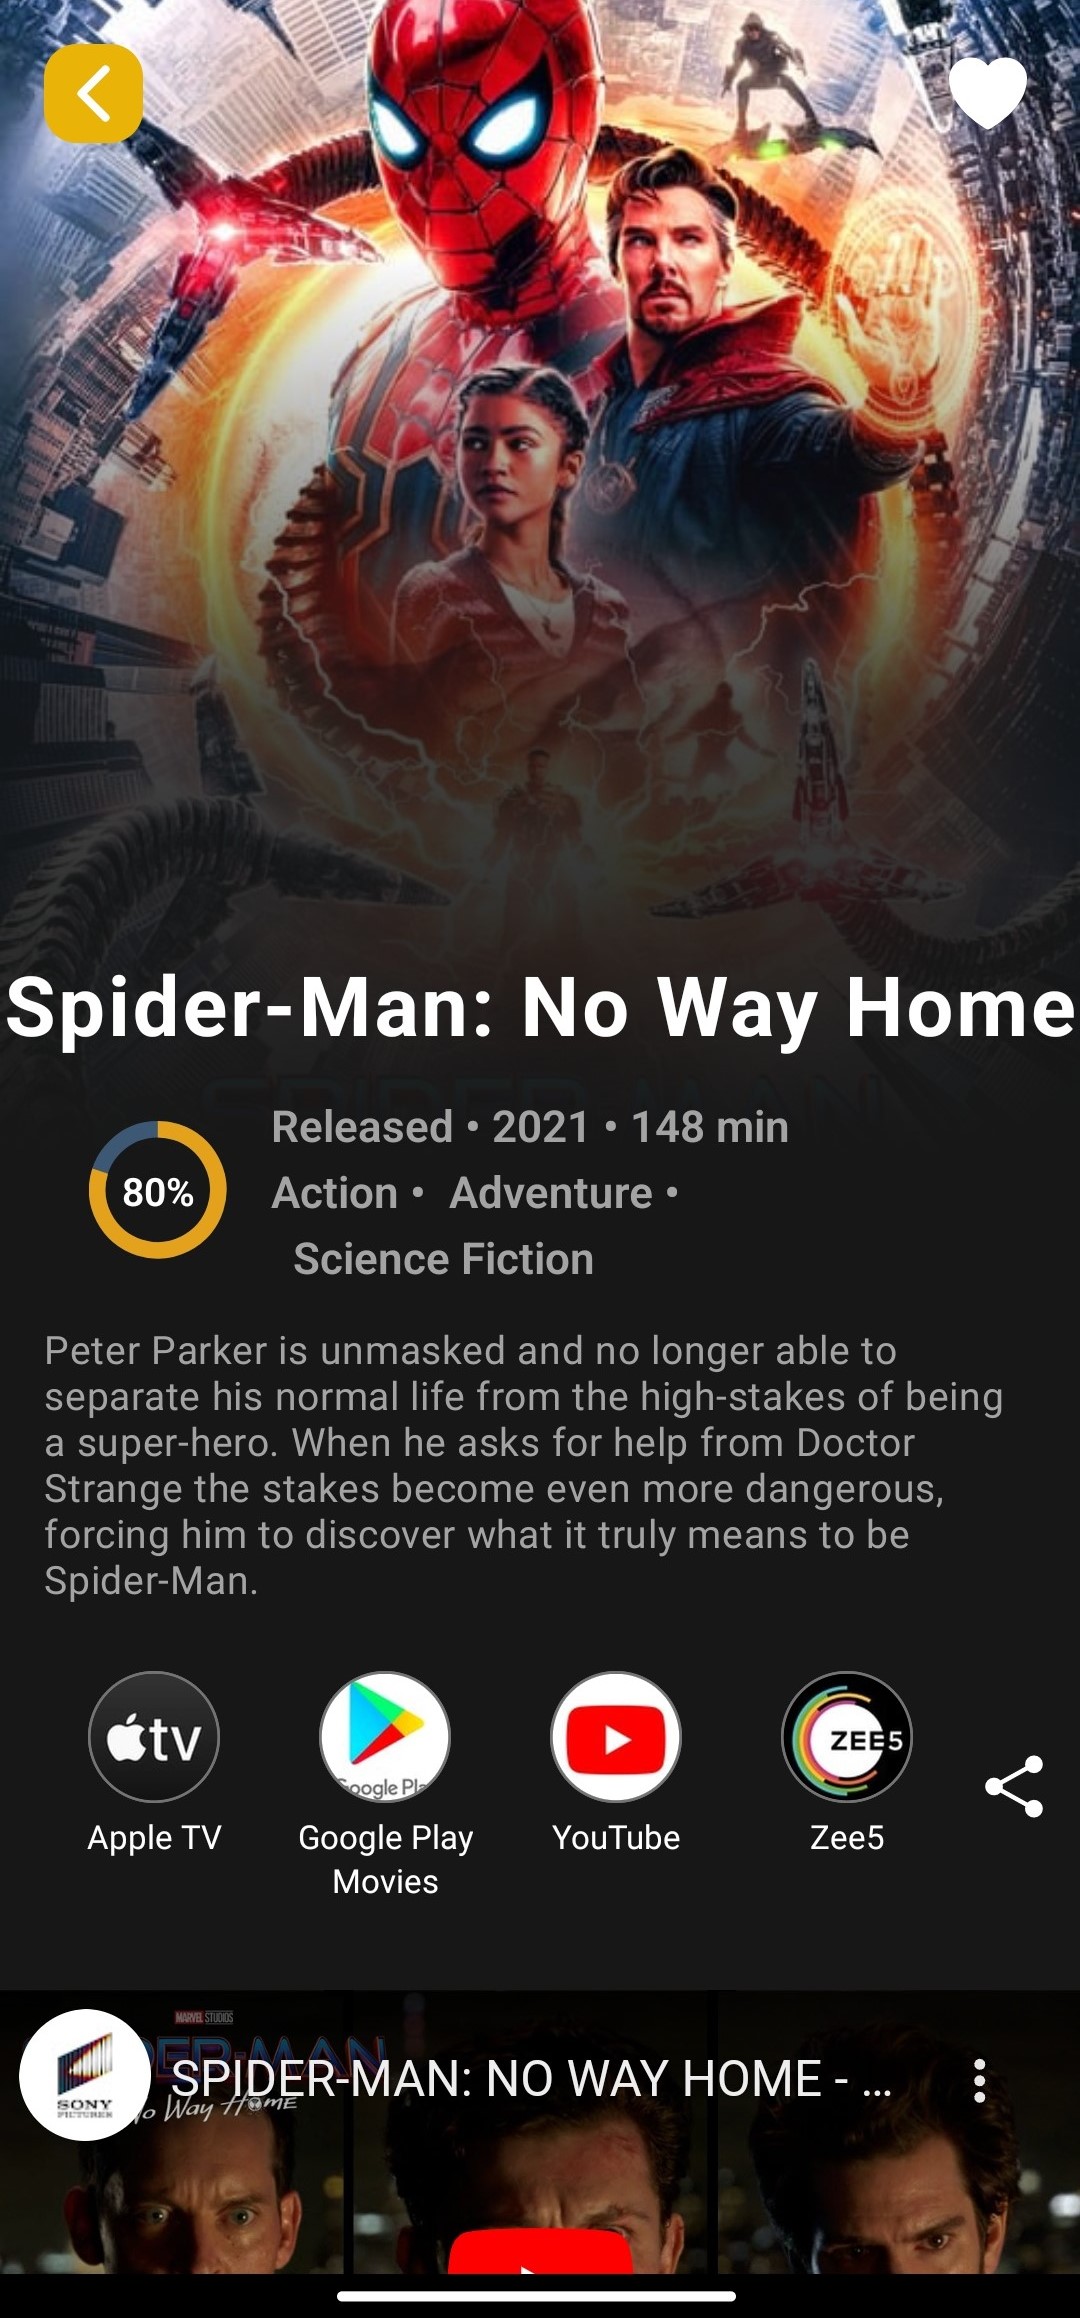 Spider-Man: No Way Home
Released • 2021 • 148 min
80%
Action • Adventure •
Science Fiction
Peter Parker is unmasked and no longer able to
separate his normal life from the high-stakes of being
a super-hero. When he asks for help from Doctor
Strange the stakes become even more dangerous,
forcing him to discover what it truly means to be
Spider-Man.
tv
Google Pla
ZEE5
Apple TV
Google Play
Movies
YouTube
Zee5
MARVEL STUDIOS
SPIDER-MAN: NO WAY HOME - ...
SONY
PICTURES
No Way Home